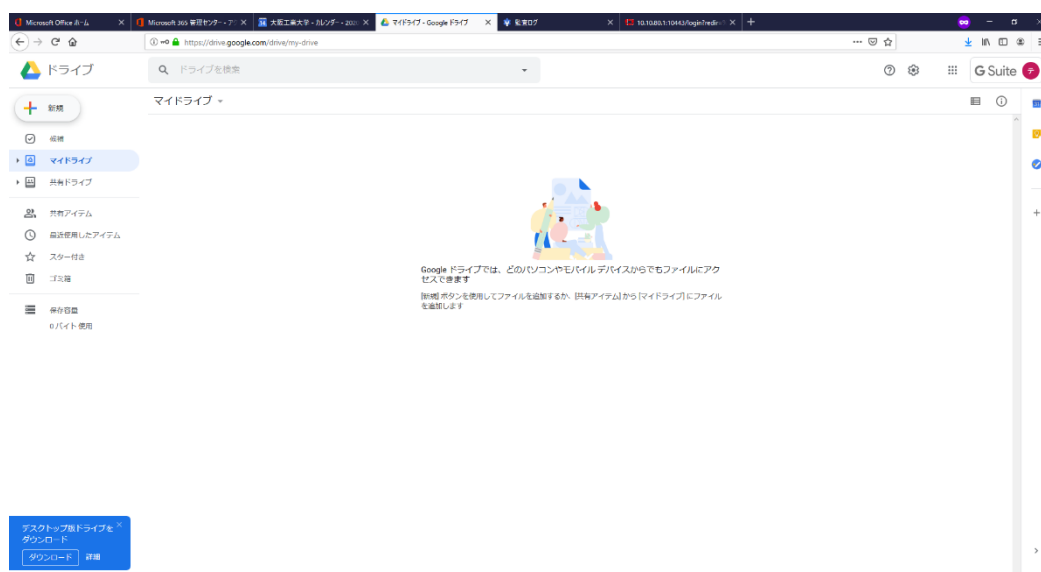 Microsoft Office ホーム
Microsoft 365 管理センター - ア
大阪工業大学 - カレンダー - 202
マイドライブ - Google ドライブ
監査ログ
10.10.80.1:10443/login?redir
https://drive.google.com/drive/my-drive
ドライブ
ドライブを検索
G Suite
テ
新規
マイドライブ
候補
マイドライブ
共有ドライブ
共有アイテム
最近使用したアイテム
スター付き
ゴミ箱
保存容量
0 バイト 使用
Google ドライブでは、どのパソコンやモバイル デバイスからでもファイルにアク
セスできます
[新規] ボタンを使用してファイルを追加するか、[共有アイテム] から [マイドライブ] にファイル
を追加します
デスクトップ版ドライブを
ダウンロード
ダウンロード 詳細